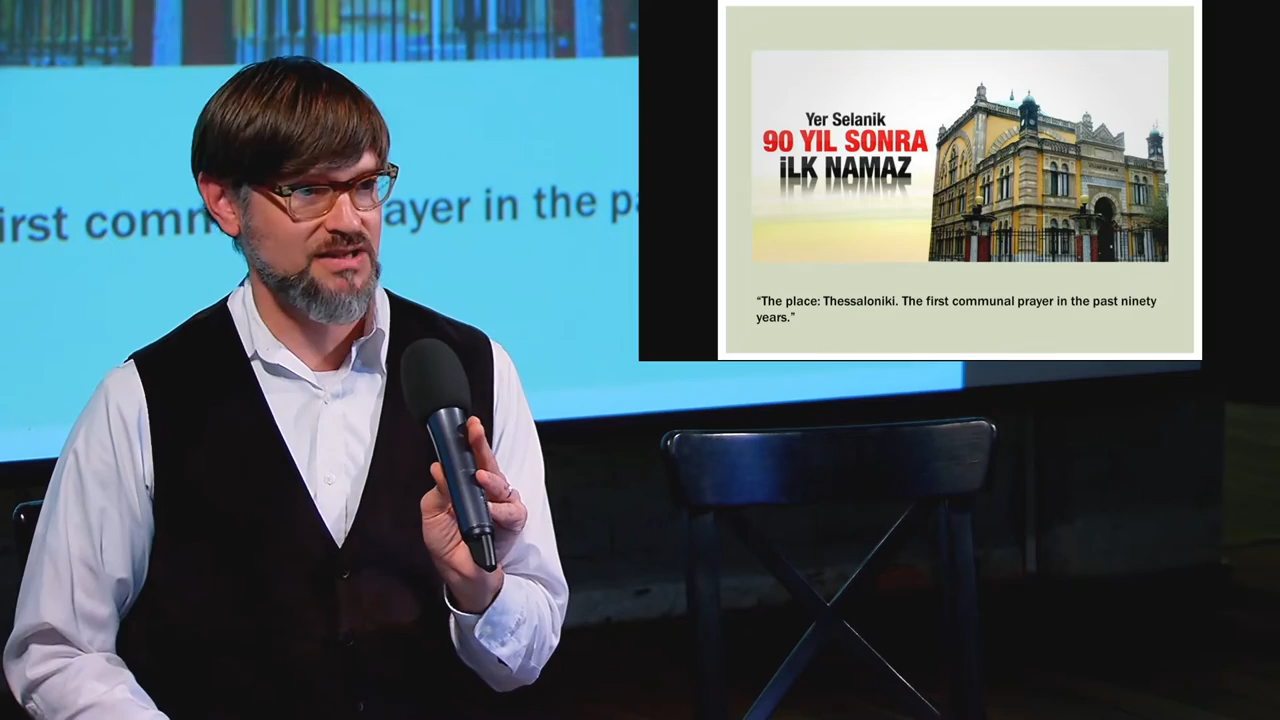 irst comm ayer in the pa
Yer Selanik
90 YIL SONRA
iLK NAMAZ
“The place: Thessaloniki. The first communal prayer in the past ninety
years.”